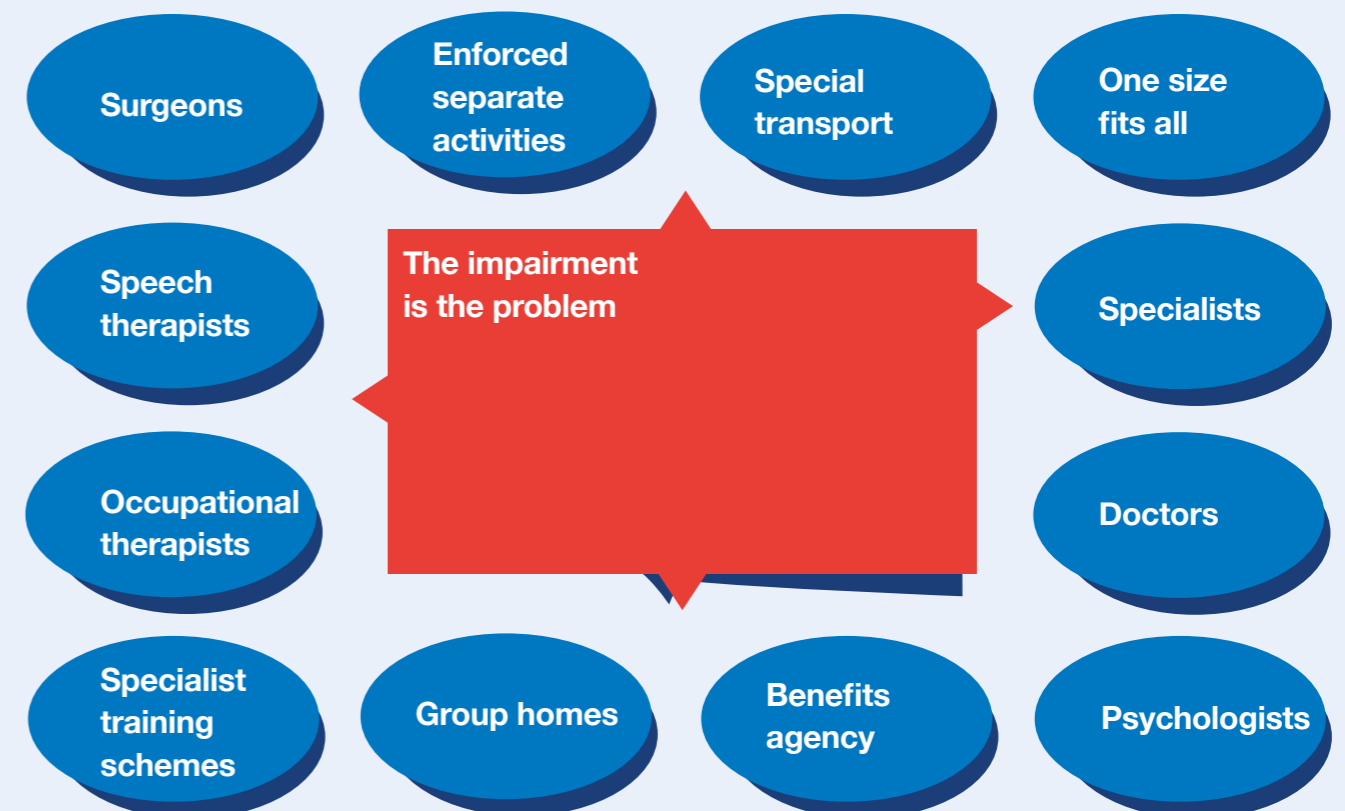 Surgeons
Enforced
separate
activities
Special
transport
One size
fits all
The impairment
is the problem
Speech
therapists
Specialists
Occupational
therapists
Doctors
Specialist
training
schemes
Group homes
Benefits
agency
Psychologists